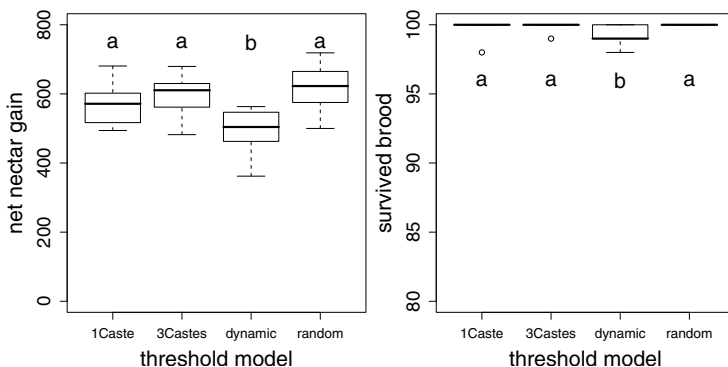 800
600
400
200
0
net nectar gain
a a b a
1Caste 3Castes dynamic random
threshold model
100
95
90
85
80
survived brood
a a b a
1Caste 3Castes dynamic random
threshold model